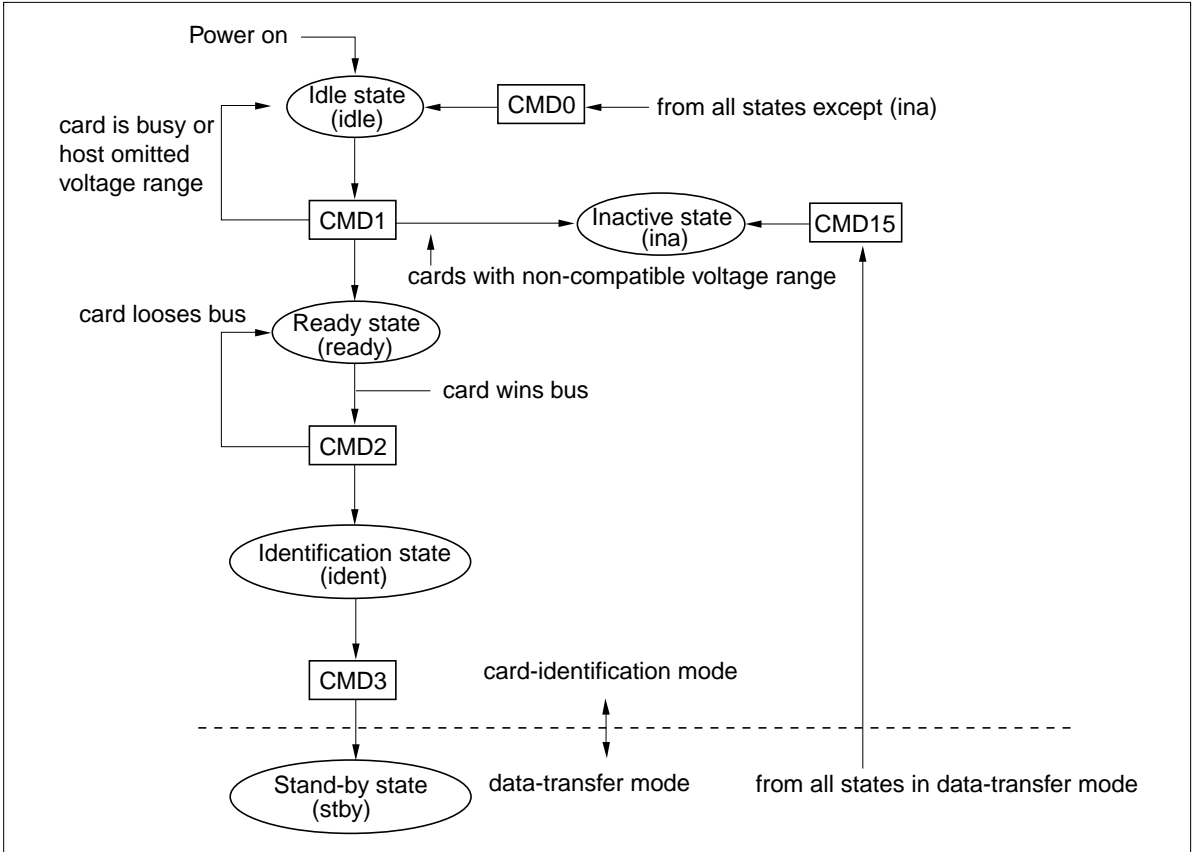 Power on
Idle state
(idle)
CMD0
from all states except (ina)
card is busy or
host omitted
voltage range
CMD1
Inactive state
(ina)
CMD15
cards with non-compatible voltage range
card looses bus
Ready state
(ready)
card wins bus
CMD2
Identification state
(ident)
CMD3
card-identification mode
Stand-by state
(stby)
data-transfer mode
from all states in data-transfer mode